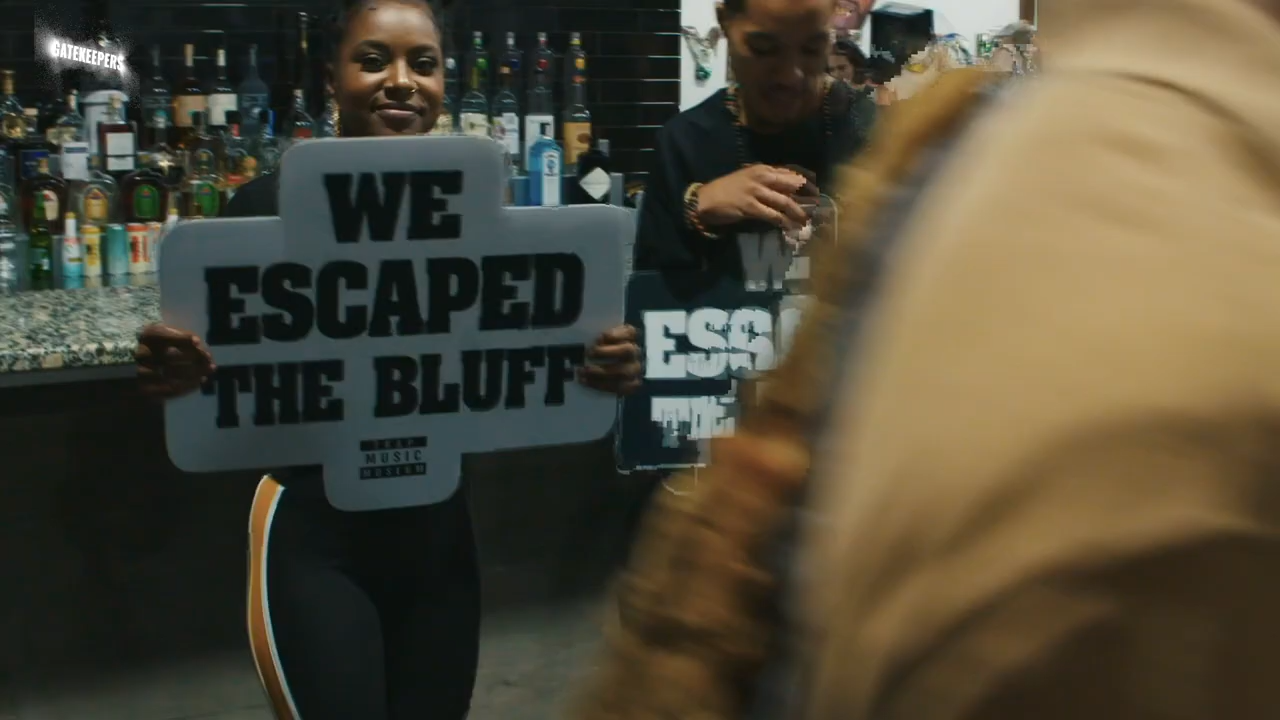 GATEKEEPERS
WE
ESCAPED
THE BLUFF
TRAP
MUSIC
MUSEUM